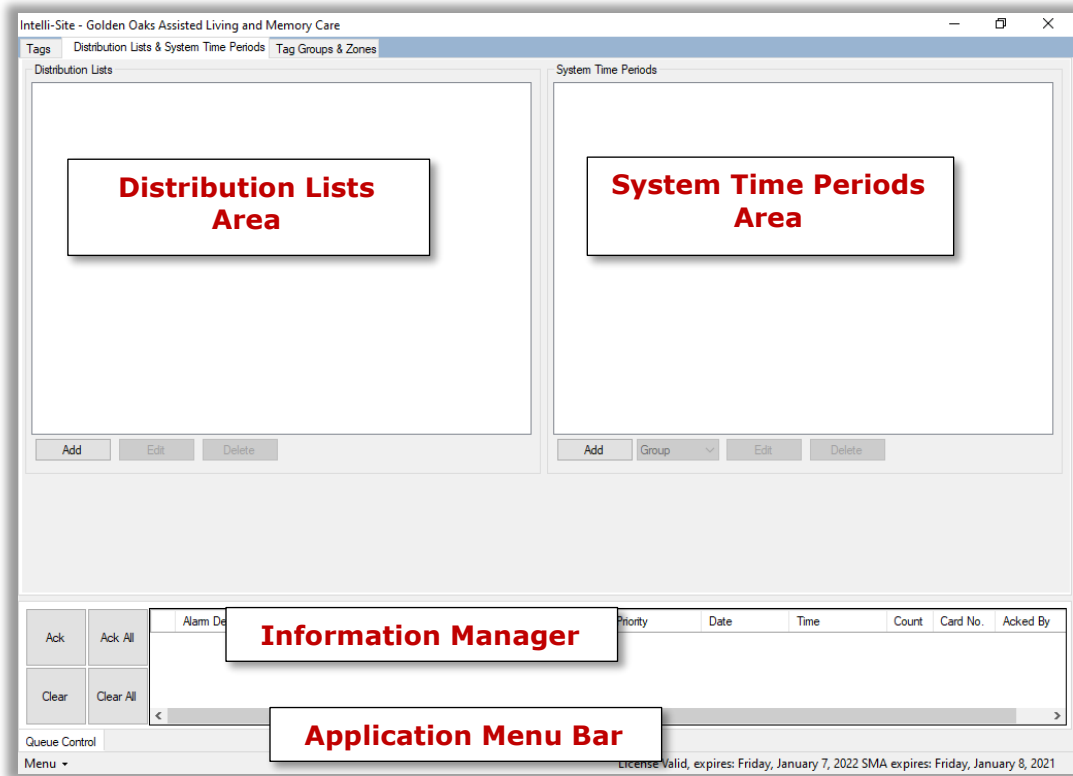 Intelli-Site - Golden Oaks Assisted Living and Memory Care
Tags Distribution Lists & System Time Periods Tag Groups & Zones
Distribution Lists
System Time Periods
Distribution Lists
Area
System Time Periods
Area
Add Edit Delete
Add Group Edit Delete
Ack Ack All
Alarm De Priority Date Time Count Card No. Acked By
Information Manager
Clear Clear All
Application Menu Bar
Queue Control
Menu License Valid, expires: Friday, January 7, 2022 SMA expires: Friday, January 8, 2021